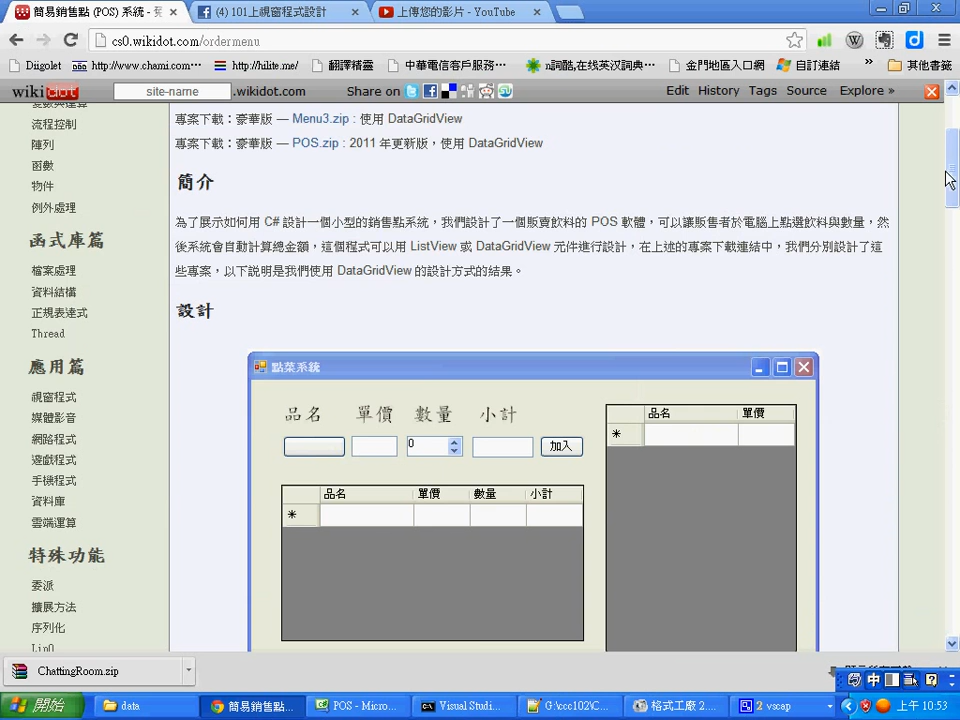 簡易銷售點 (POS) 系統 - 免
(4) 101上視窗程式設計
上傳您的影片 - YouTube
cs0.wikidot.com/ordermenu
Diigolet
http://www.chami.com…
http://hilite.me/
翻譯精靈
中華電信客戶服務…
n詞酷,在线英汉詞典…
金門地區入口網
自訂連結
»
其他書籤
wikidot
site-name
.wikidot.com
Share on
Edit
History
Tags
Source
Explore »
變數與運算
流程控制
陣列
函數
物件
例外處理
函式庫篇
檔案處理
資料結構
正規表達式
Thread
應用篇
視窗程式
媒體影音
網路程式
遊戲程式
手機程式
資料庫
雲端運算
特殊功能
委派
擴展方法
序列化
LinQ
專案下載：豪華版 — Menu3.zip : 使用 DataGridView
專案下載：豪華版 — POS.zip : 2011 年更新版，使用 DataGridView
簡介
為了展示如何用 C# 設計一個小型的銷售點系統，我們設計了一個販賣飲料的 POS 軟體，可以讓販售者於電腦上點選飲料與數量，然
後系統會自動計算總金額，這個程式可以用 ListView 或 DataGridView 元件進行設計，在上述的專案下載連結中，我們分別設計了這
些專案，以下說明是我們使用 DataGridView 的設計方式的結果。
設計
點菜系統
品名 單價 數量 小計
0
加入
品名 單價 數量 小計
*
品名 單價
*
ChattingRoom.zip
中
開始
data
簡易銷售點...
POS - Micro...
Visual Studi...
G:\ccc102\C...
格式工廠 2....
2 vscap
上午 10:53